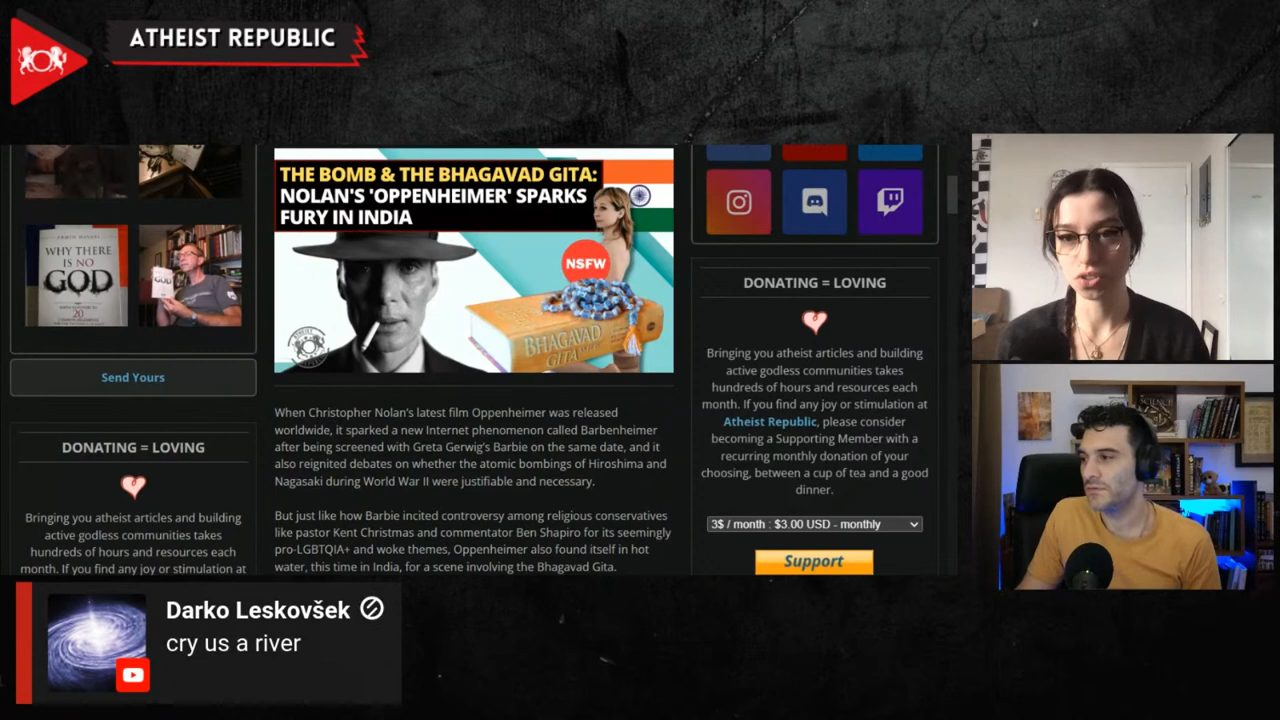 ATHEIST REPUBLIC
WHY THERE
IS NO
GOD
20
Send Yours
DONATING = LOVING
Bringing you atheist articles and building
active godless communities takes
hundreds of hours and resources each
month. If you find any joy or stimulation at
THE BOMB & THE BHAGAVAD GITA:
NOLAN'S 'OPPENHEIMER' SPARKS
FURY IN INDIA
NSFW
BHAGAVAD
GITA
ATHEIST
When Christopher Nolan's latest film Oppenheimer was released
worldwide, it sparked a new Internet phenomenon called Barbenheimer
after being screened with Greta Gerwig's Barbie on the same date, and it
also reignited debates on whether the atomic bombings of Hiroshima and
Nagasaki during World War II were justifiable and necessary.
But just like how Barbie incited controversy among religious conservatives
like pastor Kent Christmas and commentator Ben Shapiro for its seemingly
pro-LGBTQIA+ and woke themes, Oppenheimer also found itself in hot
water, this time in India, for a scene involving the Bhagavad Gita.
DONATING = LOVING
Bringing you atheist articles and building
active godless communities takes
hundreds of hours and resources each
month. If you find any joy or stimulation at
Atheist Republic, please consider
becoming a Supporting Member with a
recurring monthly donation of your
choosing, between a cup of tea and a good
dinner.
3$ / month : $3.00 USD - monthly
Support
SCIENCE
Darko Leskovšek
cry us a river